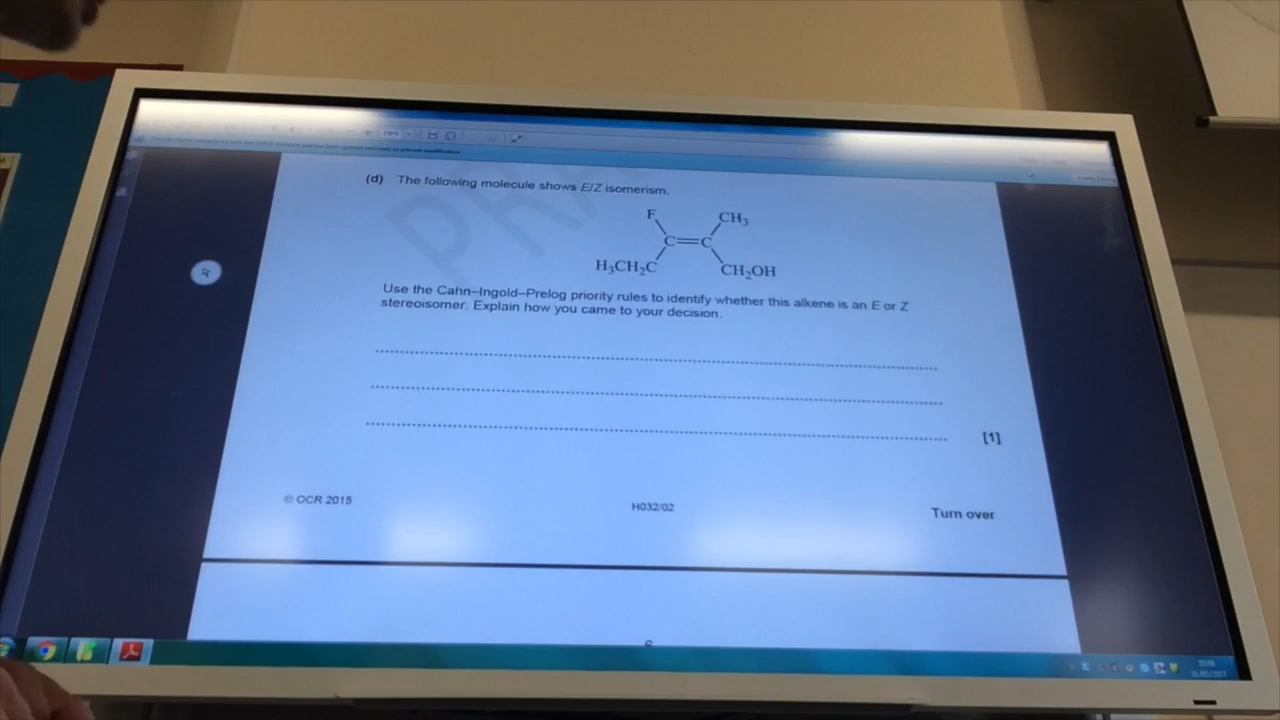 (d) The following molecule shows E/Z isomerism.
F CH₃
C=C
H₃CH₂C CH₂OH
Use the Cahn–Ingold–Prelog priority rules to identify whether this alkene is an E or Z
stereoisomer. Explain how you came to your decision.
[1]
© OCR 2015 H032/02 Turn over